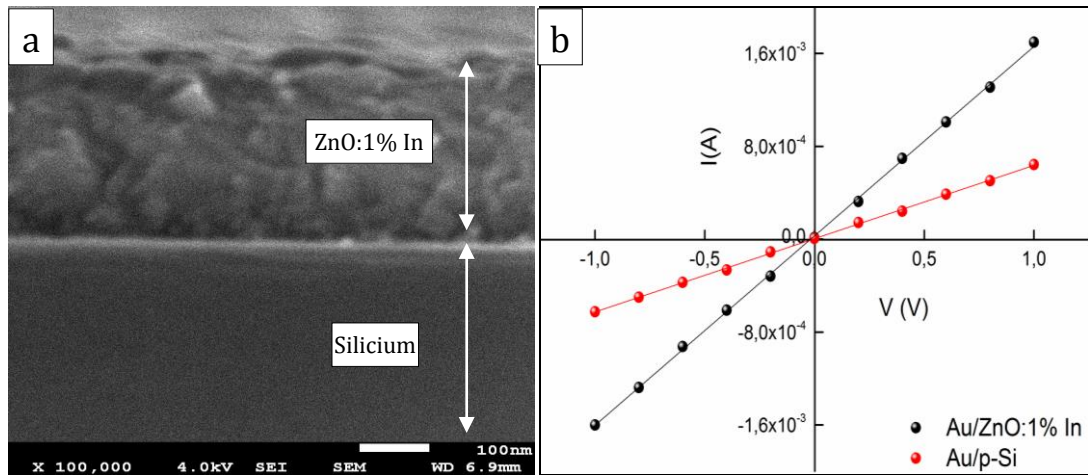 a
ZnO:1% In
Silicium
100nm
X 100,000 4.0kV SEI SEM WD 6.9mm
b
1,6x10⁻³
I(A)
8,0x10⁻⁴
0,0
-1,0 -0,5 0,0 0,5 1,0
V (V)
-8,0x10⁻⁴
-1,6x10⁻³
Au/ZnO:1% In
Au/p-Si